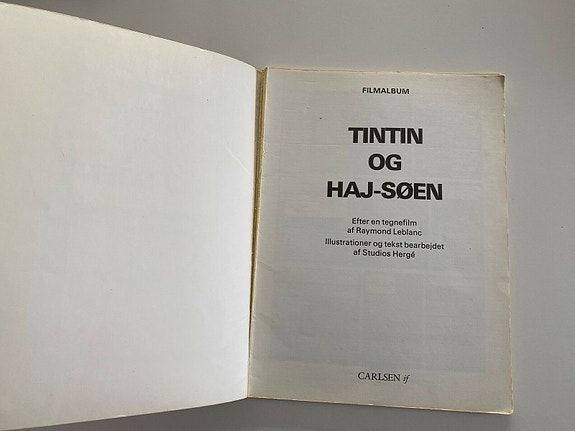 FILMALBUM
TINTIN
OG
HAJ-SØEN
Efter en tegnefilm
af Raymond Leblanc
Illustrationer og tekst bearbejdet
af Studios Hergé
CARLSEN if